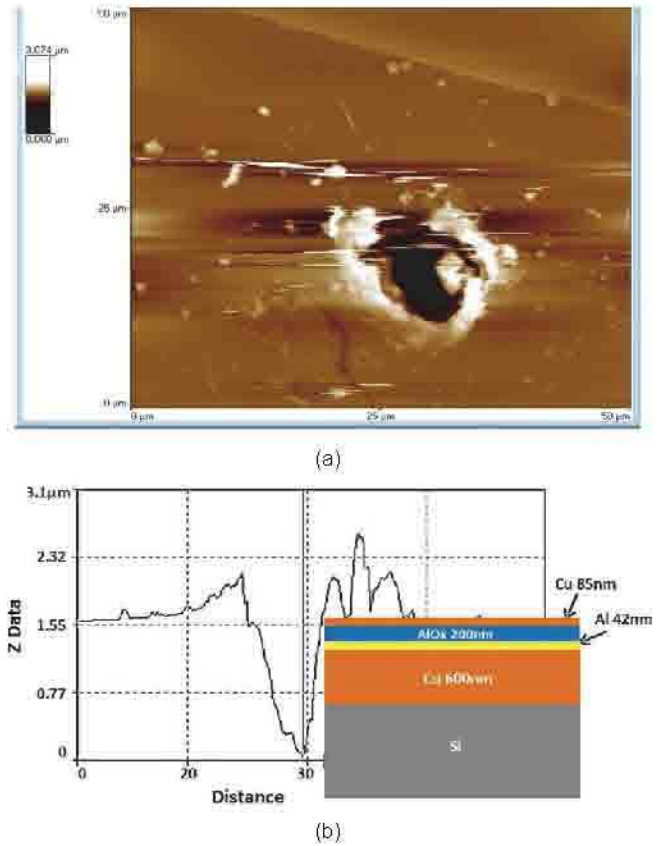 50 µm
3.074 µm
0.000 µm
25 µm
0 µm
0 µm
25 µm
50 µm
(a)
3.1µm
2.32
1.55
0.77
0
Z Data
0
20
30
Distance
Cu 85nm
Al 42nm
AlOx 200nm
Cu 600nm
Si
(b)